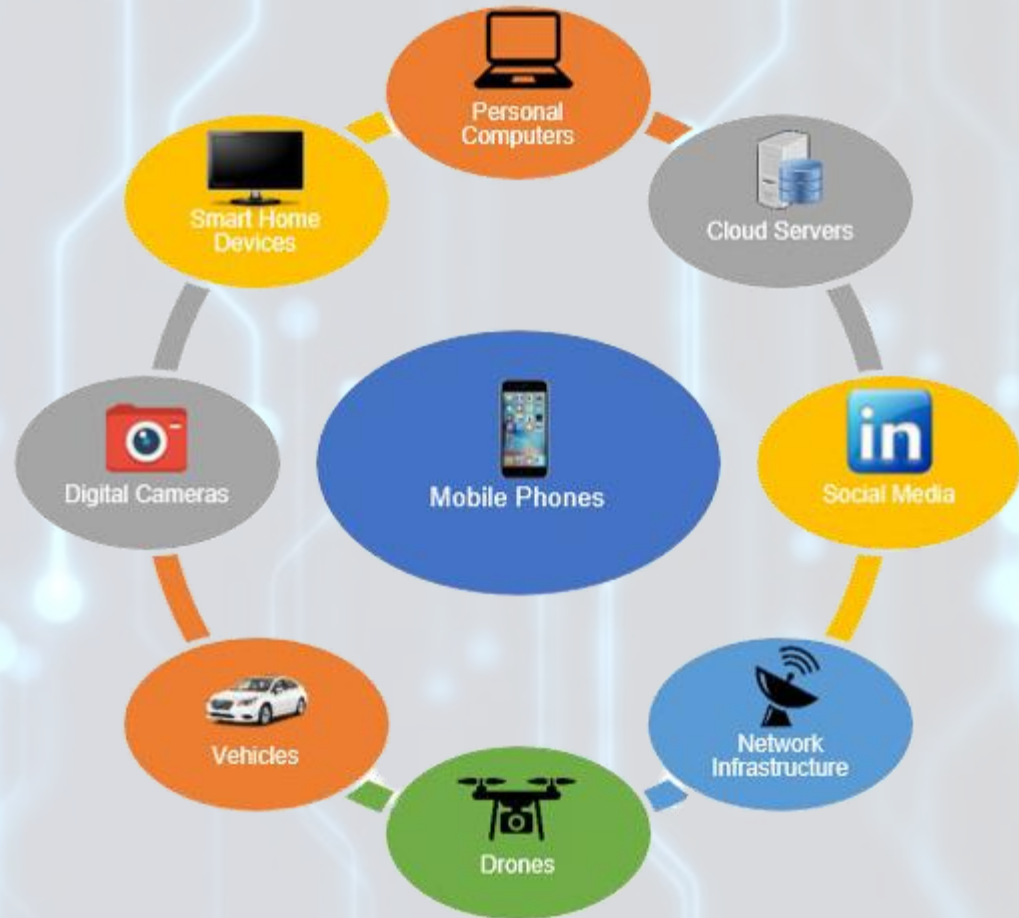 Personal
Computers
Cloud Servers
in
Social Media
Network
Infrastructure
Drones
Vehicles
Digital Cameras
Smart Home
Devices
Mobile Phones